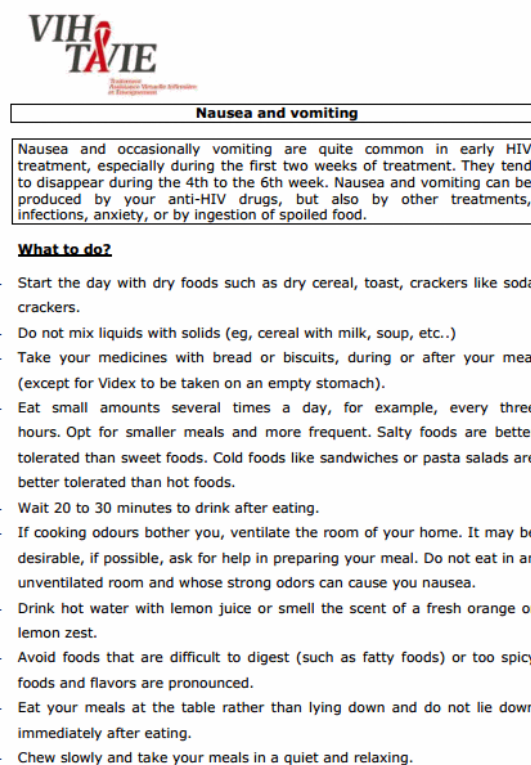 VIH
TAVIE
Traitement
Assistance Virtuelle Infirmière
et Enseignement
Nausea and vomiting
Nausea and occasionally vomiting are quite common in early HIV
treatment, especially during the first two weeks of treatment. They tend
to disappear during the 4th to the 6th week. Nausea and vomiting can be
produced by your anti-HIV drugs, but also by other treatments,
infections, anxiety, or by ingestion of spoiled food.
What to do?
- Start the day with dry foods such as dry cereal, toast, crackers like soda
crackers.
- Do not mix liquids with solids (eg, cereal with milk, soup, etc..)
- Take your medicines with bread or biscuits, during or after your mea
(except for Videx to be taken on an empty stomach).
- Eat small amounts several times a day, for example, every three
hours. Opt for smaller meals and more frequent. Salty foods are bette
tolerated than sweet foods. Cold foods like sandwiches or pasta salads are
better tolerated than hot foods.
- Wait 20 to 30 minutes to drink after eating.
- If cooking odours bother you, ventilate the room of your home. It may be
desirable, if possible, ask for help in preparing your meal. Do not eat in an
unventilated room and whose strong odors can cause you nausea.
- Drink hot water with lemon juice or smell the scent of a fresh orange o
lemon zest.
- Avoid foods that are difficult to digest (such as fatty foods) or too spicy
foods and flavors are pronounced.
- Eat your meals at the table rather than lying down and do not lie down
immediately after eating.
- Chew slowly and take your meals in a quiet and relaxing.